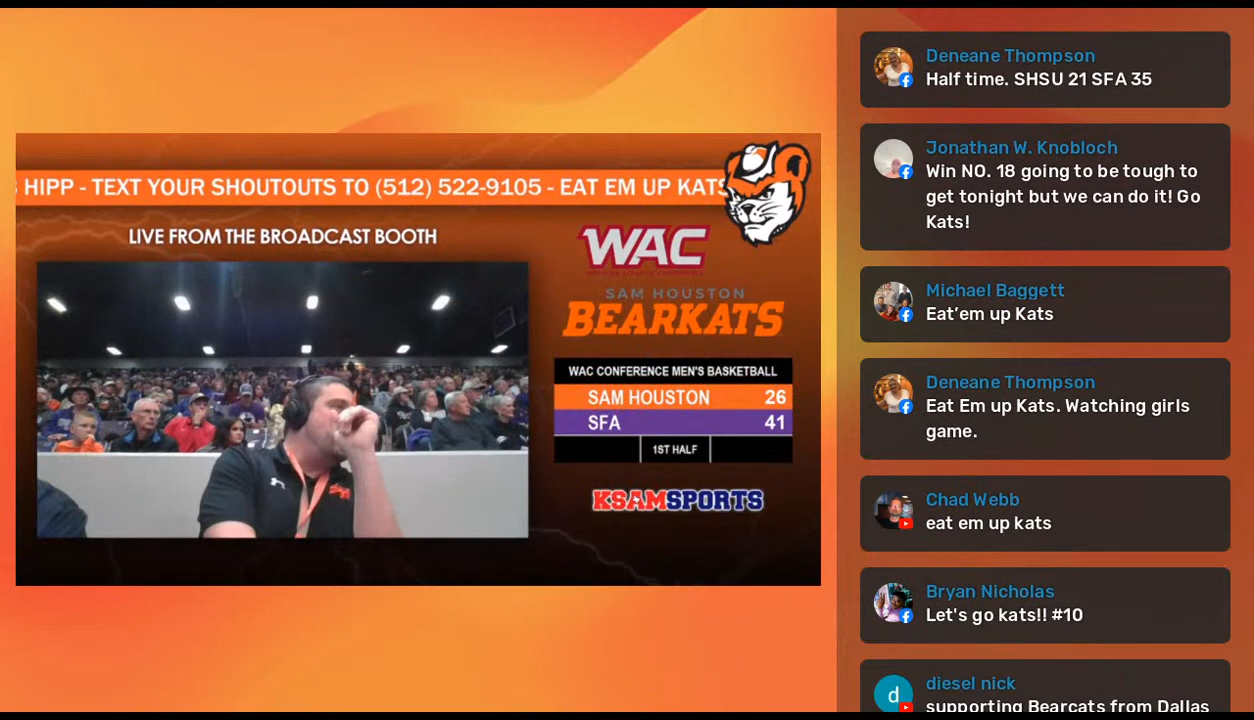 HIPP - TEXT YOUR SHOUTOUTS TO (512) 522-9105 - EAT EM UP KATS
LIVE FROM THE BROADCAST BOOTH
WAC
SAM HOUSTON
BEARKATS
WAC CONFERENCE MEN'S BASKETBALL
SAM HOUSTON 26
SFA 41
1ST HALF
KSAMSPORTS
Deneane Thompson
Half time. SHSU 21 SFA 35
Jonathan W. Knobloch
Win NO. 18 going to be tough to
get tonight but we can do it! Go
Kats!
Michael Baggett
Eat’em up Kats
Deneane Thompson
Eat Em up Kats. Watching girls
game.
Chad Webb
eat em up kats
Bryan Nicholas
Let's go kats!! #10
d
diesel nick
supporting Bearcats from Dallas